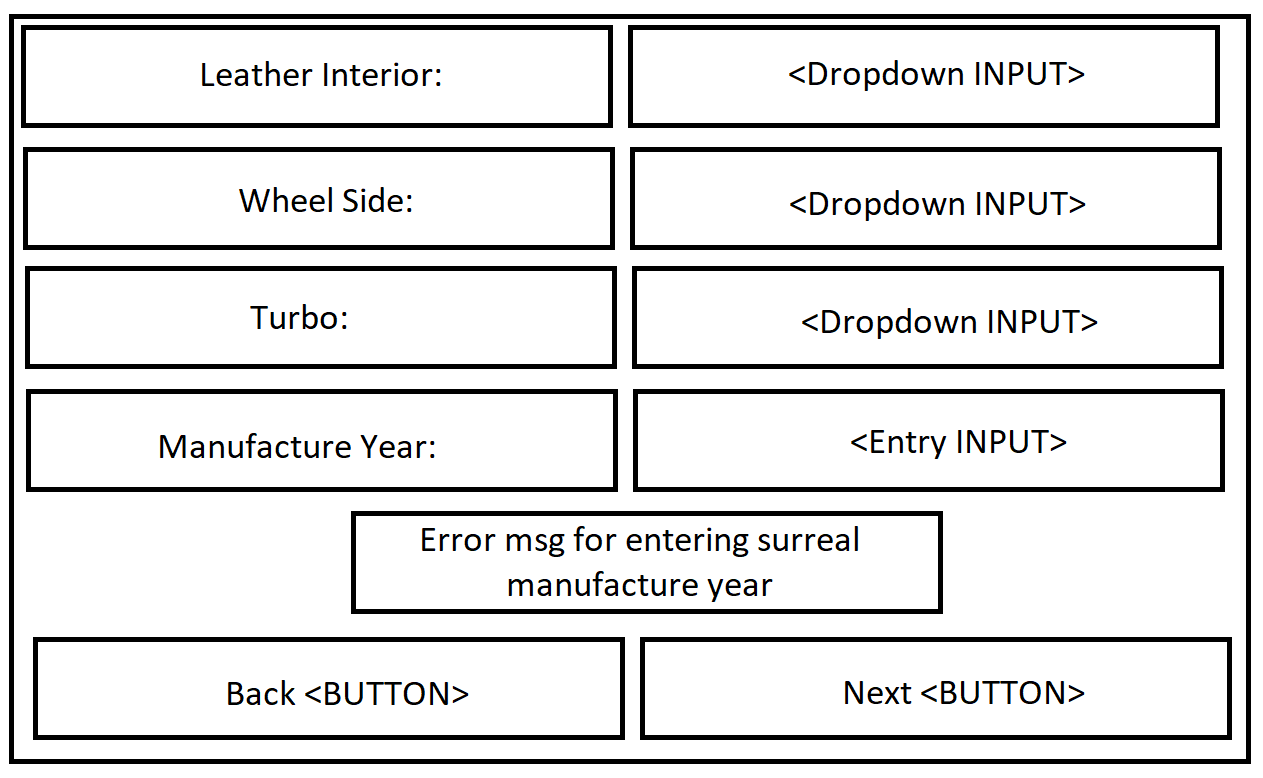 Leather Interior:
<Dropdown INPUT>
Wheel Side:
<Dropdown INPUT>
Turbo:
<Dropdown INPUT>
Manufacture Year:
<Entry INPUT>
Error msg for entering surreal
manufacture year
Back <BUTTON>
Next <BUTTON>